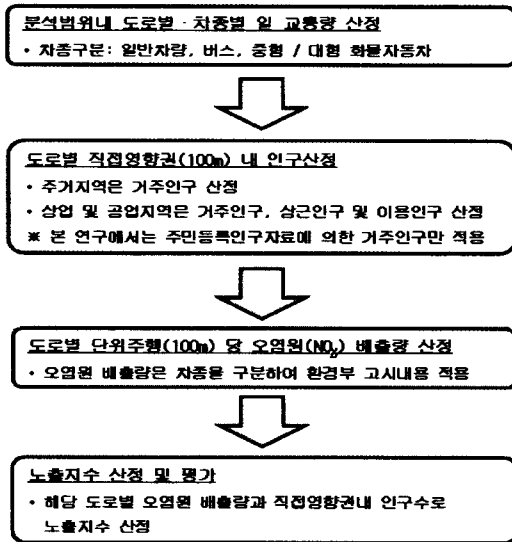 분석범위내 도로별·차종별 일 교통량 산정
• 차종구분: 일반차량, 버스, 중형 / 대형 화물자동차
도로별 직접영향권(100m) 내 인구산정
• 주거지역은 거주인구 산정
• 상업 및 공업지역은 거주인구, 상근인구 및 이용인구 산정
※ 본 연구에서는 주민등록인구자료에 의한 거주인구만 적용
도로별 단위주행(100m) 당 오염원(NO₂) 배출량 산정
• 오염원 배출량은 차종을 구분하여 환경부 고시내용 적용
노출지수 산정 및 평가
• 해당 도로별 오염원 배출량과 직접영향권내 인구수로
노출지수 산정